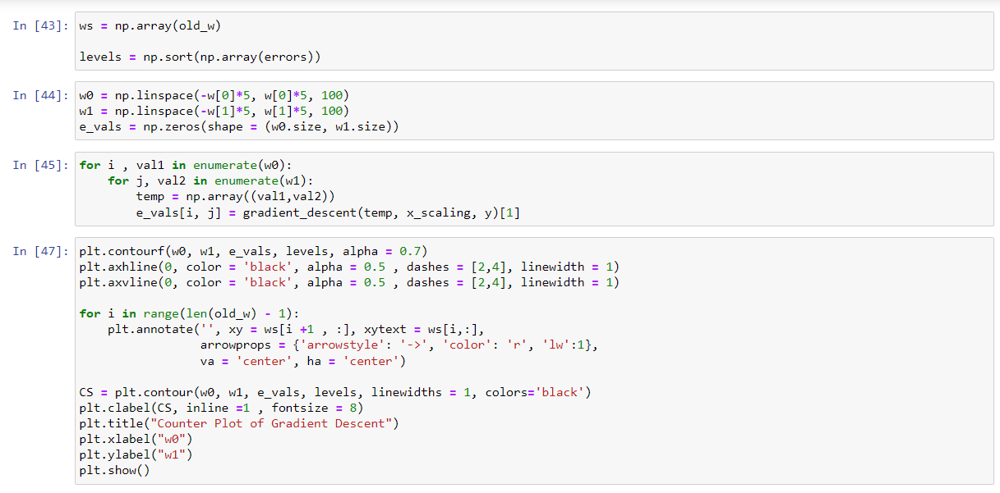 In [43]: ws = np.array(old_w)
levels = np.sort(np.array(errors))
In [44]: w0 = np.linspace(-w[0]*5, w[0]*5, 100)
w1 = np.linspace(-w[1]*5, w[1]*5, 100)
e_vals = np.zeros(shape = (w0.size, w1.size))
In [45]: for i , val1 in enumerate(w0):
    for j, val2 in enumerate(w1):
        temp = np.array((val1,val2))
        e_vals[i, j] = gradient_descent(temp, x_scaling, y)[1]
In [47]: plt.contourf(w0, w1, e_vals, levels, alpha = 0.7)
plt.axhline(0, color = 'black', alpha = 0.5 , dashes = [2,4], linewidth = 1)
plt.axvline(0, color = 'black', alpha = 0.5 , dashes = [2,4], linewidth = 1)
for i in range(len(old_w) - 1):
    plt.annotate('', xy = ws[i +1 , :], xytext = ws[i,:],
                 arrowprops = {'arrowstyle': '->', 'color': 'r', 'lw':1},
                 va = 'center', ha = 'center')
CS = plt.contour(w0, w1, e_vals, levels, linewidths = 1, colors='black')
plt.clabel(CS, inline =1 , fontsize = 8)
plt.title("Counter Plot of Gradient Descent")
plt.xlabel("w0")
plt.ylabel("w1")
plt.show()